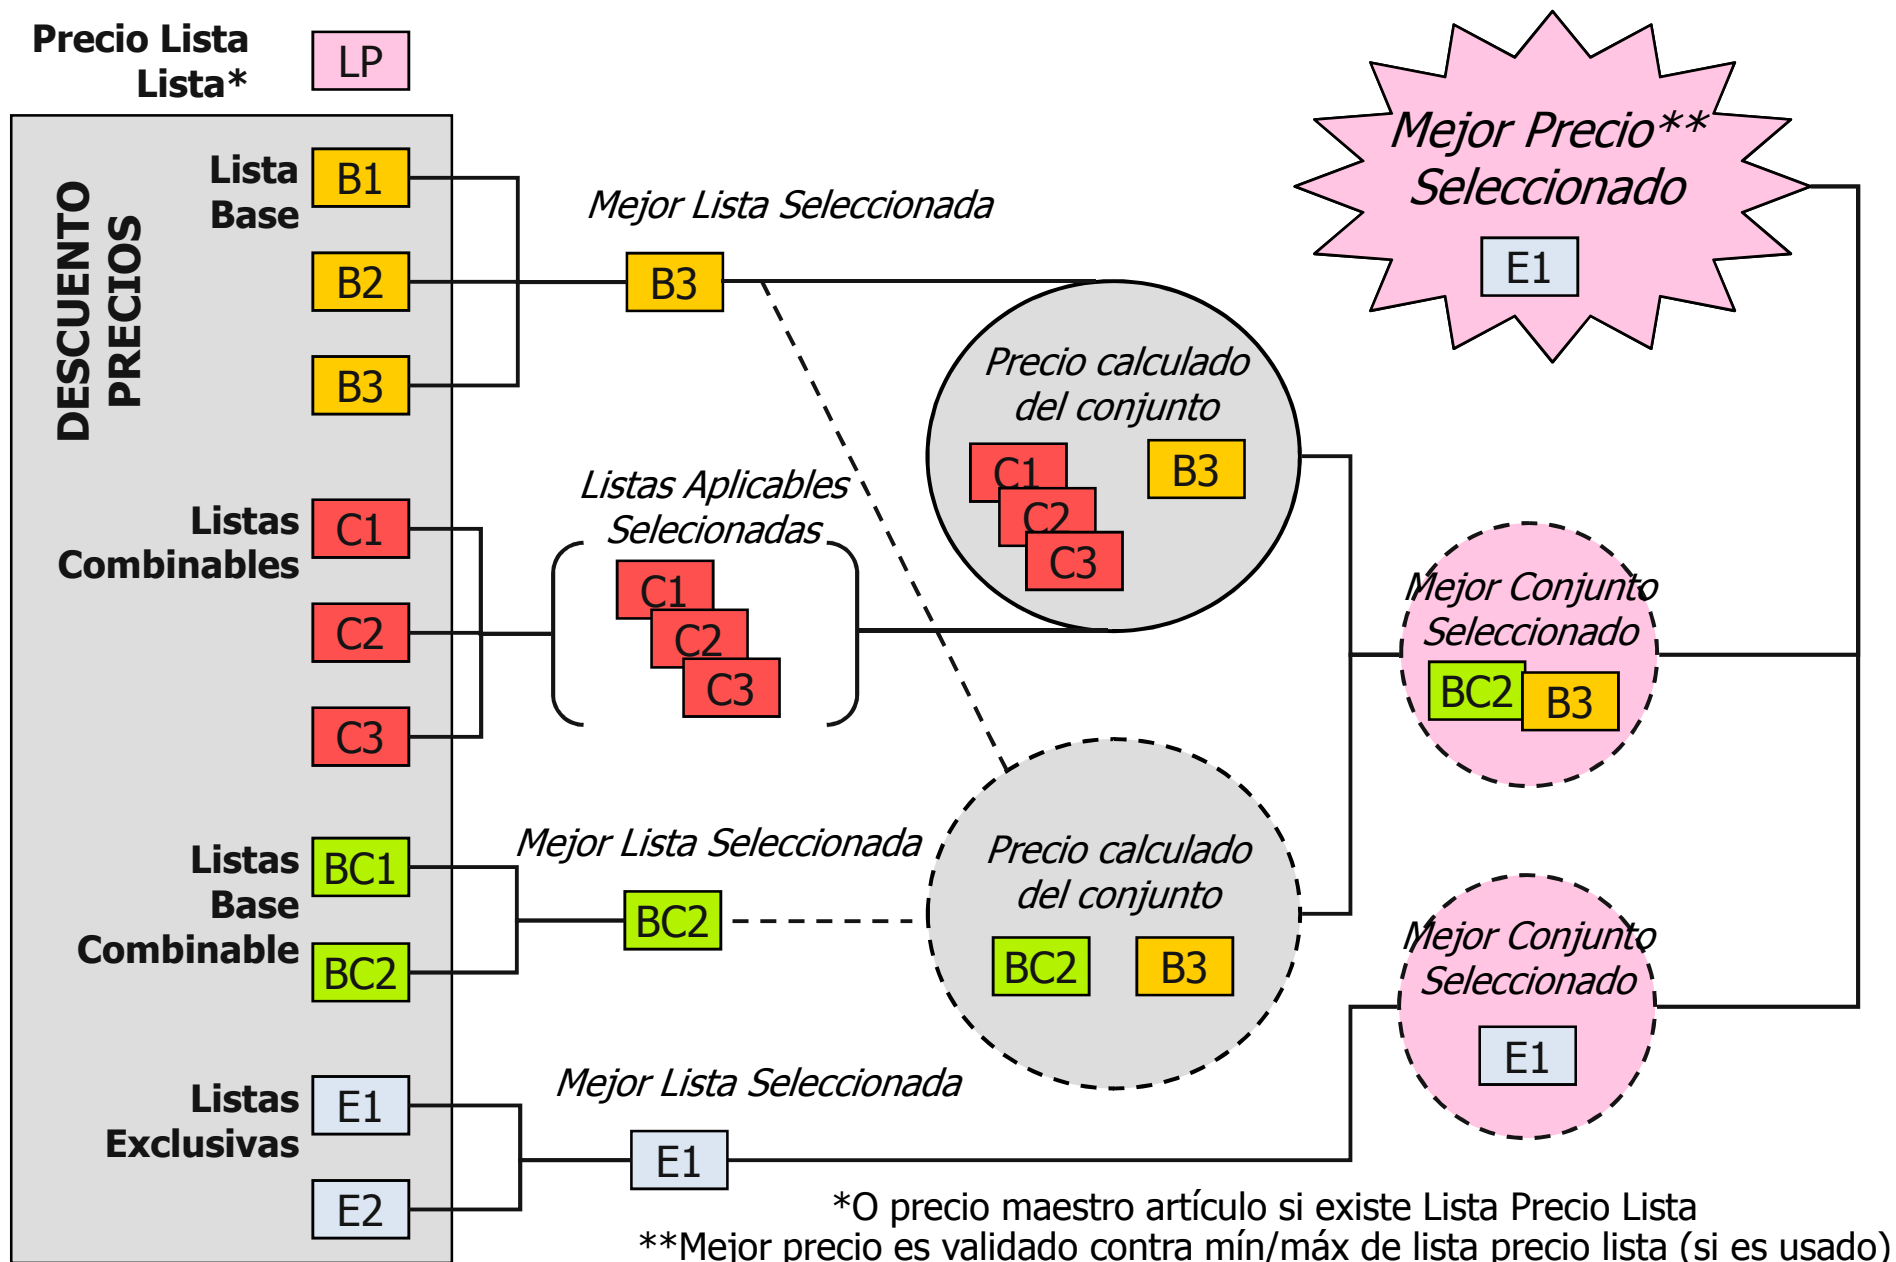 Precio Lista
Lista*
LP
DESCUENTO
PRECIOS
Lista
Base
B1
B2
B3
Mejor Lista Seleccionada
B3
Listas
Combinables
C1
C2
C3
Listas Aplicables
Selecionadas
C1
C2
C3
Listas
Base
Combinable
BC1
BC2
Mejor Lista Seleccionada
BC2
Listas
Exclusivas
E1
E2
Mejor Lista Seleccionada
E1
Precio calculado
del conjunto
C1
C2
C3
B3
Precio calculado
del conjunto
BC2
B3
Mejor Conjunto
Seleccionado
BC2
B3
Mejor Conjunto
Seleccionado
E1
Mejor Precio**
Seleccionado
E1
*O precio maestro artículo si existe Lista Precio Lista
**Mejor precio es validado contra mín/máx de lista precio lista (si es usado)